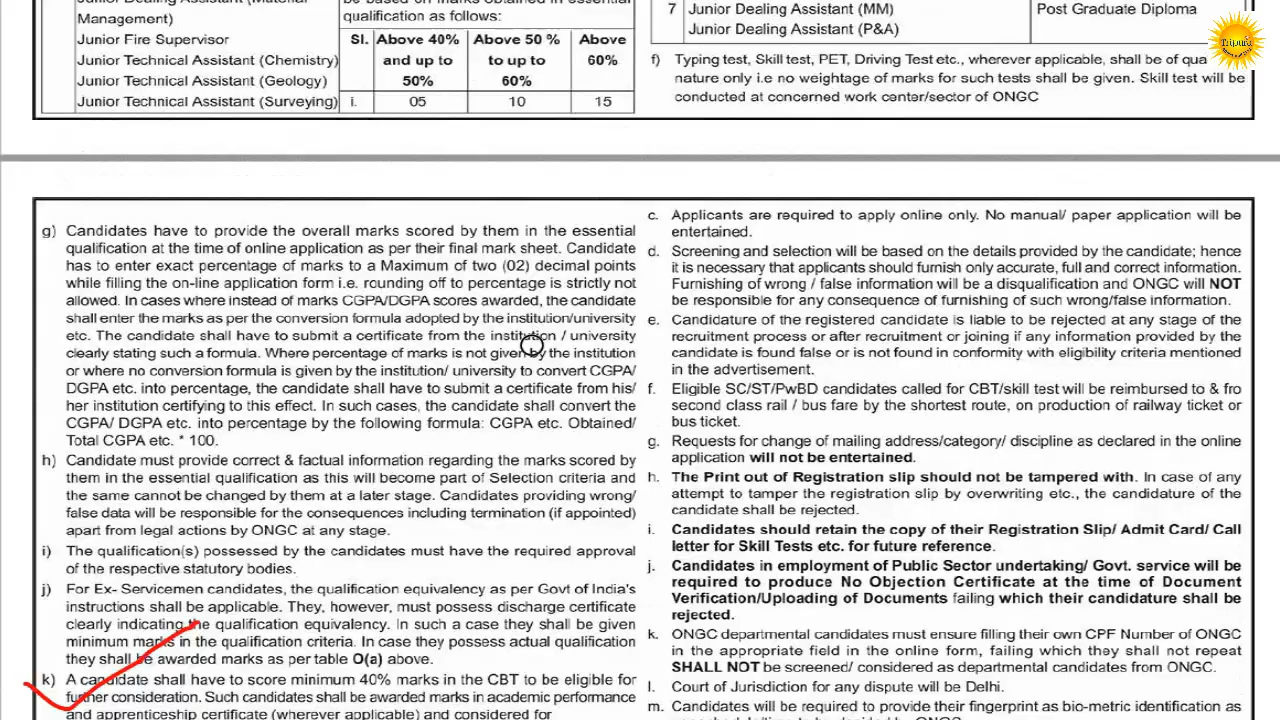 Junior Dealing Assistant (Material
Management)
Junior Fire Supervisor
Junior Technical Assistant (Chemistry)
Junior Technical Assistant (Geology)
Junior Technical Assistant (Surveying)
be based on marks obtained in essential
qualification as follows:
Sl. Above 40% and up to 50% Above 50 % to up to 60% Above 60%
i. 05 10 15
7 Junior Dealing Assistant (MM) Post Graduate Diploma
Junior Dealing Assistant (P&A)
f) Typing test, Skill test, PET, Driving Test etc., wherever applicable, shall be of qua
nature only i.e no weightage of marks for such tests shall be given. Skill test will be
conducted at concerned work center/sector of ONGC
Tripura
g) Candidates have to provide the overall marks scored by them in the essential
qualification at the time of online application as per their final mark sheet. Candidate
has to enter exact percentage of marks to a Maximum of two (02) decimal points
while filling the on-line application form i.e. rounding off to percentage is strictly not
allowed. In cases where instead of marks CGPA/DGPA scores awarded, the candidate
shall enter the marks as per the conversion formula adopted by the institution/university
etc. The candidate shall have to submit a certificate from the institution / university
clearly stating such a formula. Where percentage of marks is not given by the institution
or where no conversion formula is given by the institution/ university to convert CGPA/
DGPA etc. into percentage, the candidate shall have to submit a certificate from his/
her institution certifying to this effect. In such cases, the candidate shall convert the
CGPA/ DGPA etc. into percentage by the following formula: CGPA etc. Obtained/
Total CGPA etc. * 100.
h) Candidate must provide correct & factual information regarding the marks scored by
them in the essential qualification as this will become part of Selection criteria and
the same cannot be changed by them at a later stage. Candidates providing wrong/
false data will be responsible for the consequences including termination (if appointed)
apart from legal actions by ONGC at any stage.
i) The qualification(s) possessed by the candidates must have the required approval
of the respective statutory bodies.
j) For Ex- Servicemen candidates, the qualification equivalency as per Govt of India's
instructions shall be applicable. They, however, must possess discharge certificate
clearly indicating the qualification equivalency. In such a case they shall be given
minimum marks in the qualification criteria. In case they possess actual qualification
they shall be awarded marks as per table O(a) above.
k) A candidate shall have to score minimum 40% marks in the CBT to be eligible for
further consideration. Such candidates shall be awarded marks in academic performance
and apprenticeship certificate (wherever applicable) and considered for
c. Applicants are required to apply online only. No manual/ paper application will be
entertained.
d. Screening and selection will be based on the details provided by the candidate; hence
it is necessary that applicants should furnish only accurate, full and correct information.
Furnishing of wrong / false information will be a disqualification and ONGC will NOT
be responsible for any consequence of furnishing of such wrong/false information.
e. Candidature of the registered candidate is liable to be rejected at any stage of the
recruitment process or after recruitment or joining if any information provided by the
candidate is found false or is not found in conformity with eligibility criteria mentioned
in the advertisement.
f. Eligible SC/ST/PwBD candidates called for CBT/skill test will be reimbursed to & fro
second class rail / bus fare by the shortest route, on production of railway ticket or
bus ticket.
g. Requests for change of mailing address/category/ discipline as declared in the online
application will not be entertained.
h. The Print out of Registration slip should not be tampered with. In case of any
attempt to tamper the registration slip by overwriting etc., the candidature of the
candidate shall be rejected.
i. Candidates should retain the copy of their Registration Slip/ Admit Card/ Call
letter for Skill Tests etc. for future reference.
j. Candidates in employment of Public Sector undertaking/ Govt. service will be
required to produce No Objection Certificate at the time of Document
Verification/Uploading of Documents failing which their candidature shall be
rejected.
k. ONGC departmental candidates must ensure filling their own CPF Number of ONGC
in the appropriate field in the online form, failing which they shall not repeat
SHALL NOT be screened/ considered as departmental candidates from ONGC.
l. Court of Jurisdiction for any dispute will be Delhi.
m. Candidates will be required to provide their fingerprint as bio-metric identification as